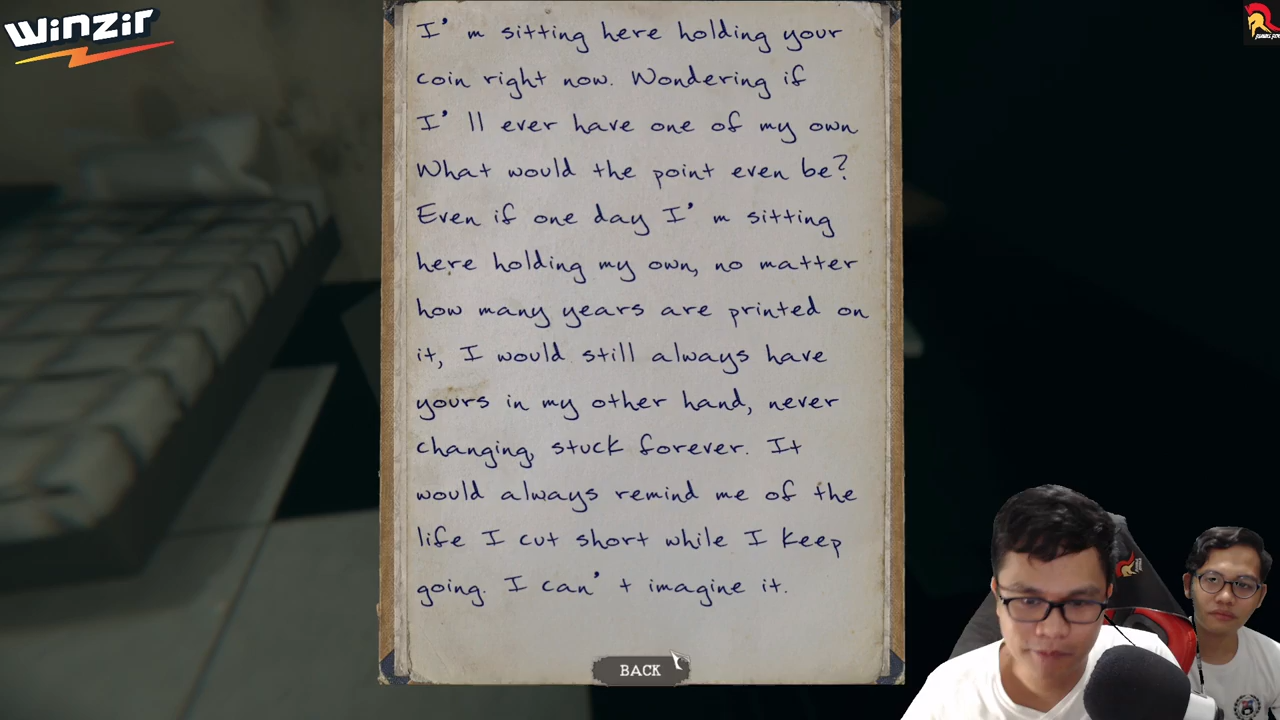 WINZIR
I'm sitting here holding your
coin right now. Wondering if
I'll ever have one of my own
What would the point even be?
Even if one day I'm sitting
here holding my own, no matter
how many years are printed on
it, I would still always have
yours in my other hand, never
changing, stuck forever. It
would always remind me of the
life I cut short while I keep
going. I can't imagine it.
BACK